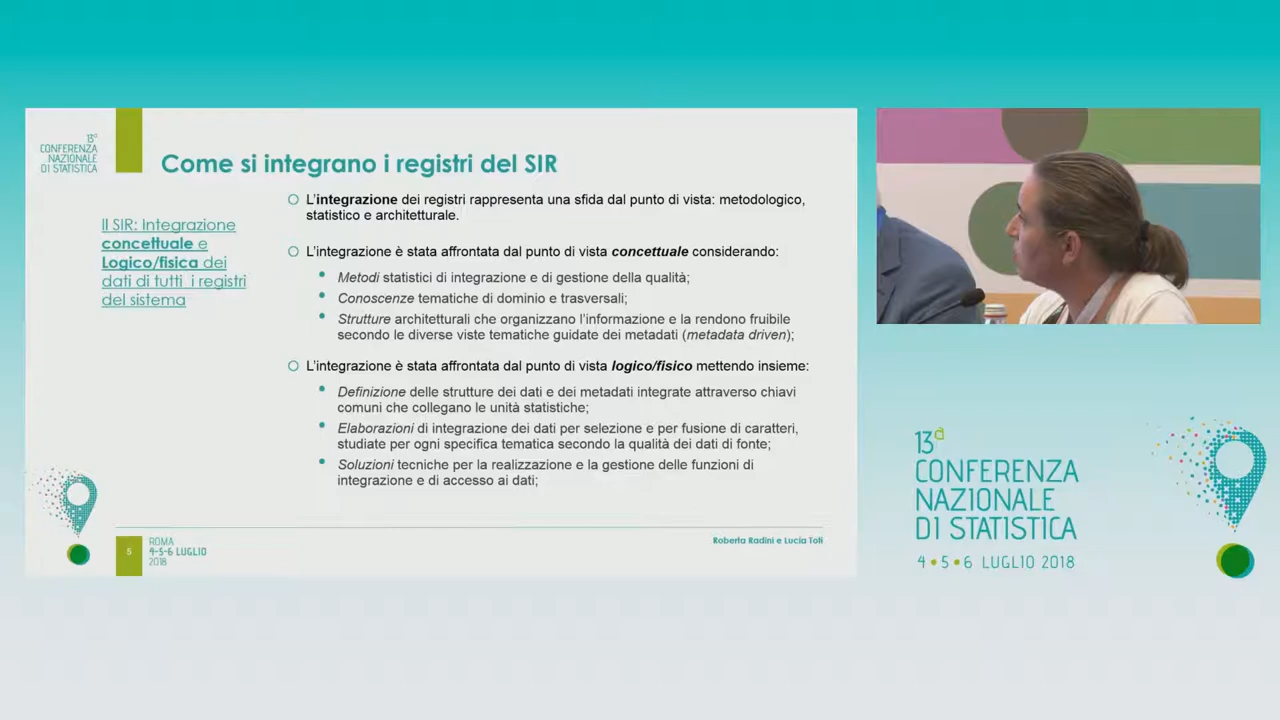 13a
CONFERENZA
NAZIONALE
DI STATISTICA
Come si integrano i registri del SIR
Il SIR: Integrazione
concettuale e
Logico/fisica dei
dati di tutti i registri
del sistema
L'integrazione dei registri rappresenta una sfida dal punto di vista: metodologico,
statistico e architetturale.
L'integrazione è stata affrontata dal punto di vista concettuale considerando:
Metodi statistici di integrazione e di gestione della qualità;
Conoscenze tematiche di dominio e trasversali;
Strutture architetturali che organizzano l'informazione e la rendono fruibile
secondo le diverse viste tematiche guidate dei metadati (metadata driven);
L'integrazione è stata affrontata dal punto di vista logico/fisico mettendo insieme:
Definizione delle strutture dei dati e dei metadati integrate attraverso chiavi
comuni che collegano le unità statistiche;
Elaborazioni di integrazione dei dati per selezione e per fusione di caratteri,
studiate per ogni specifica tematica secondo la qualità dei dati di fonte;
Soluzioni tecniche per la realizzazione e la gestione delle funzioni di
integrazione e di accesso ai dati;
5
ROMA
4-5-6 LUGLIO
2018
Roberta Radini e Lucia Toti
13a
CONFERENZA
NAZIONALE
DI STATISTICA
4•5•6 LUGLIO 2018